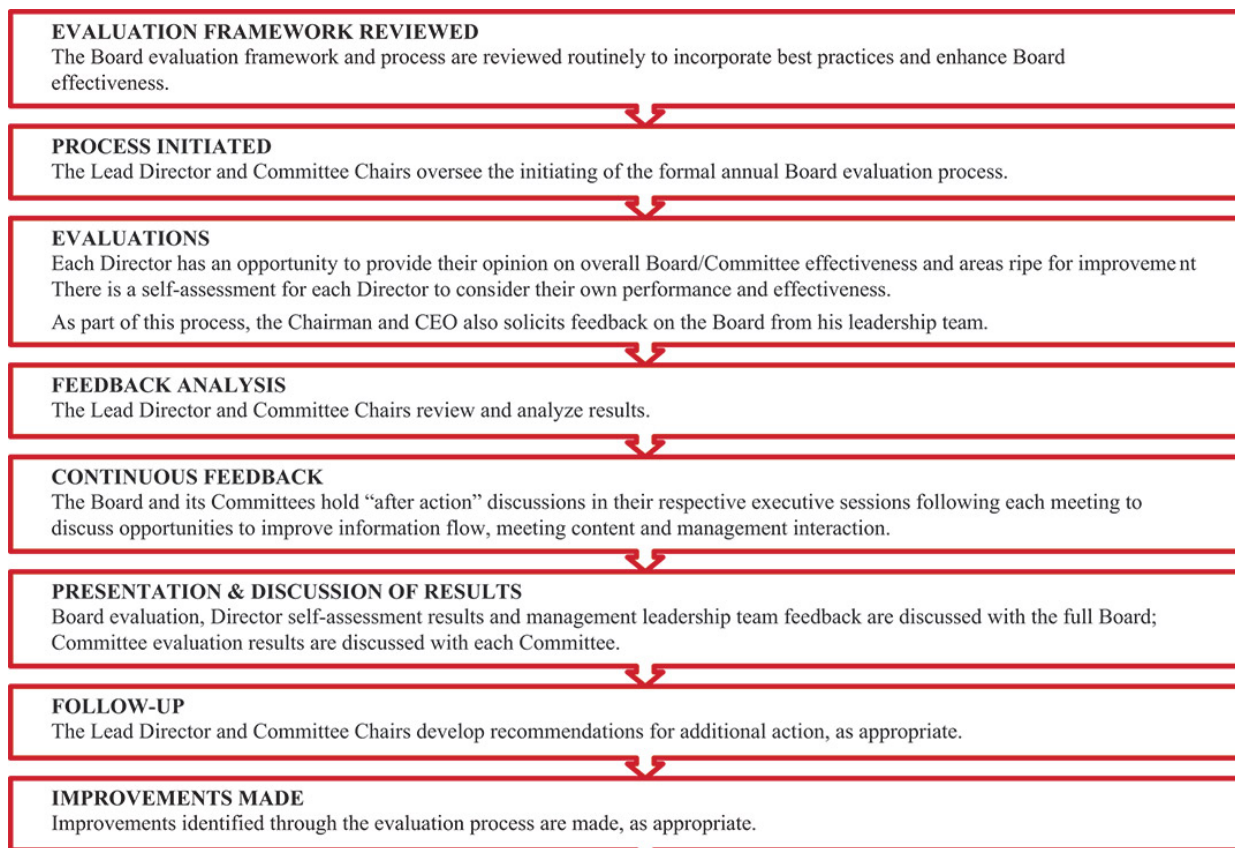 EVALUATION FRAMEWORK REVIEWED
The Board evaluation framework and process are reviewed routinely to incorporate best practices and enhance Board
effectiveness.
PROCESS INITIATED
The Lead Director and Committee Chairs oversee the initiating of the formal annual Board evaluation process.
EVALUATIONS
Each Director has an opportunity to provide their opinion on overall Board/Committee effectiveness and areas ripe for improvement
There is a self-assessment for each Director to consider their own performance and effectiveness.
As part of this process, the Chairman and CEO also solicits feedback on the Board from his leadership team.
FEEDBACK ANALYSIS
The Lead Director and Committee Chairs review and analyze results.
CONTINUOUS FEEDBACK
The Board and its Committees hold “after action” discussions in their respective executive sessions following each meeting to
discuss opportunities to improve information flow, meeting content and management interaction.
PRESENTATION & DISCUSSION OF RESULTS
Board evaluation, Director self-assessment results and management leadership team feedback are discussed with the full Board;
Committee evaluation results are discussed with each Committee.
FOLLOW-UP
The Lead Director and Committee Chairs develop recommendations for additional action, as appropriate.
IMPROVEMENTS MADE
Improvements identified through the evaluation process are made, as appropriate.